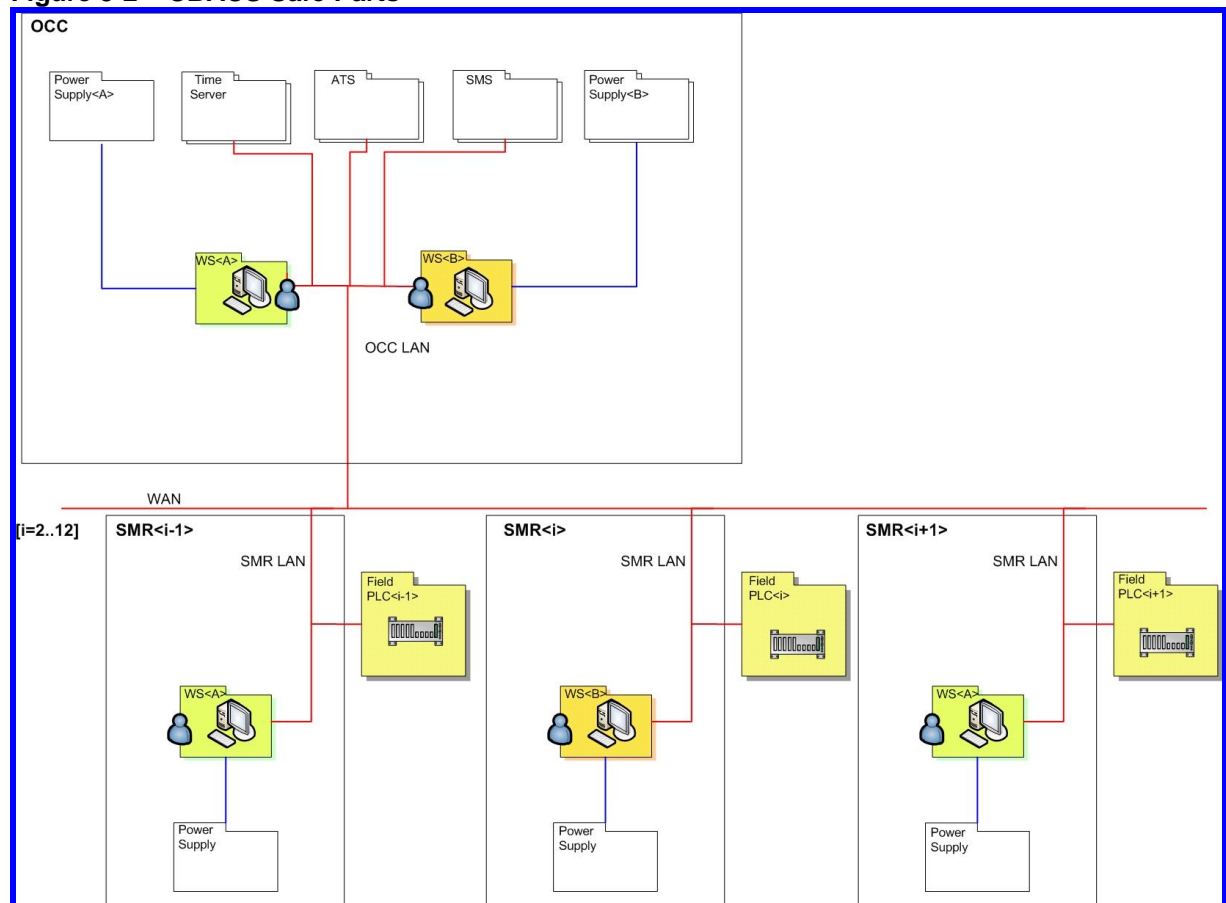 OCC
Power
Supply<A>
Time
Server
ATS
SMS
Power
Supply<B>
WS<A>
WS<B>
OCC LAN
WAN
[i=2..12]
SMR<i-1>
SMR LAN
Field
PLC<i-1>
WS<A>
Power
Supply
SMR<i>
SMR LAN
Field
PLC<i>
WS<B>
Power
Supply
SMR<i+1>
SMR LAN
Field
PLC<i+1>
WS<A>
Power
Supply